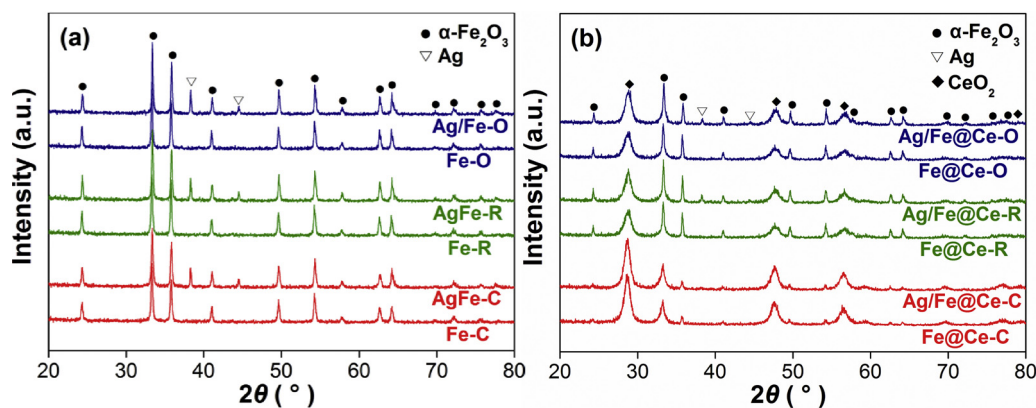 (a)
● α-Fe₂O₃
▽ Ag
Ag/Fe-O
Fe-O
AgFe-R
Fe-R
AgFe-C
Fe-C
Intensity (a.u.)
20 30 40 50 60 70 80
2θ ( ° )
(b)
● α-Fe₂O₃
▽ Ag
◆ CeO₂
Ag/Fe@Ce-O
Fe@Ce-O
Ag/Fe@Ce-R
Fe@Ce-R
Ag/Fe@Ce-C
Fe@Ce-C
Intensity (a.u.)
20 30 40 50 60 70 80
2θ ( ° )